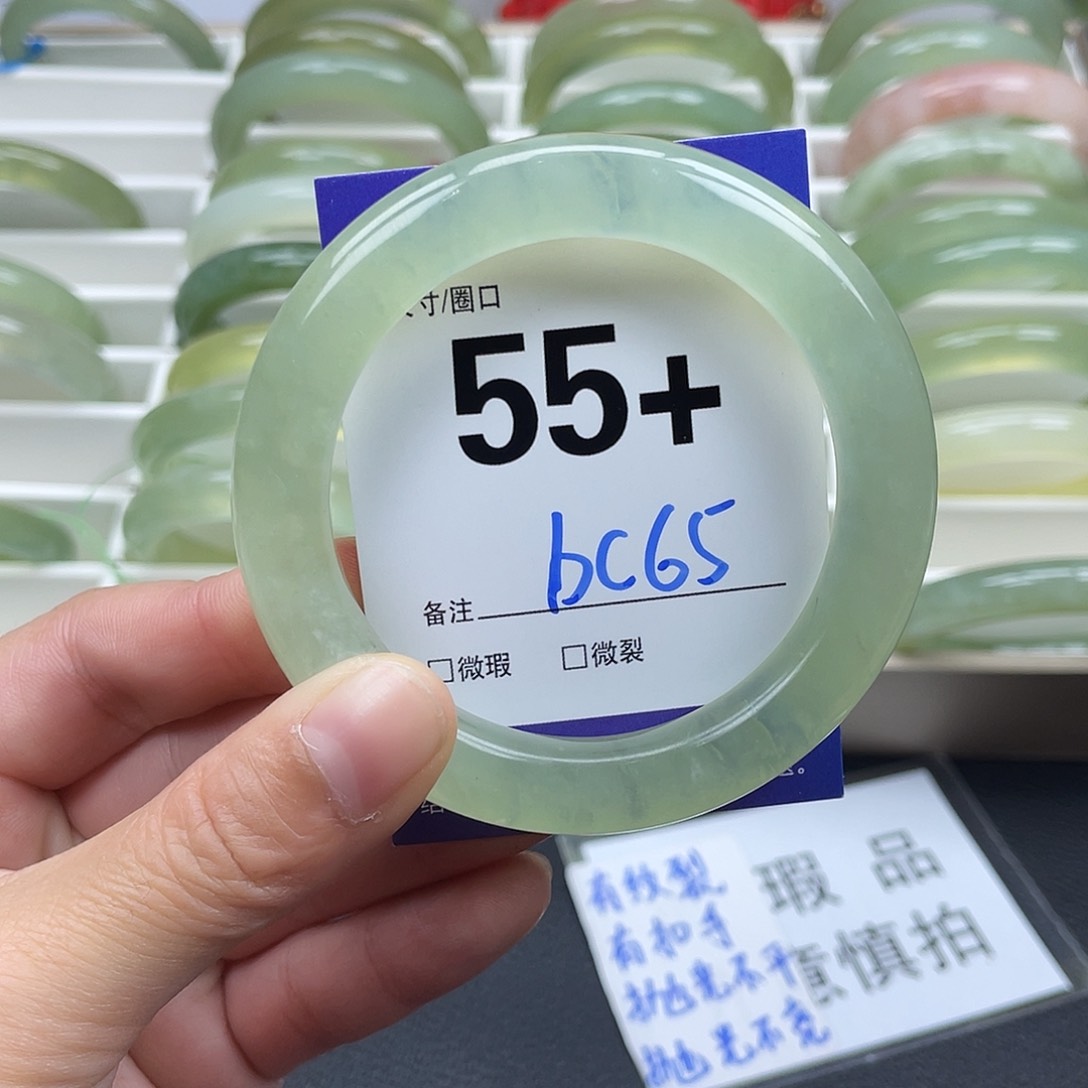 寸/圈口
55+
bC65
备注
□微瑕 □微裂
瑕 品
慎拍
有纹裂
有扣手
抛光不平
抛光不亮